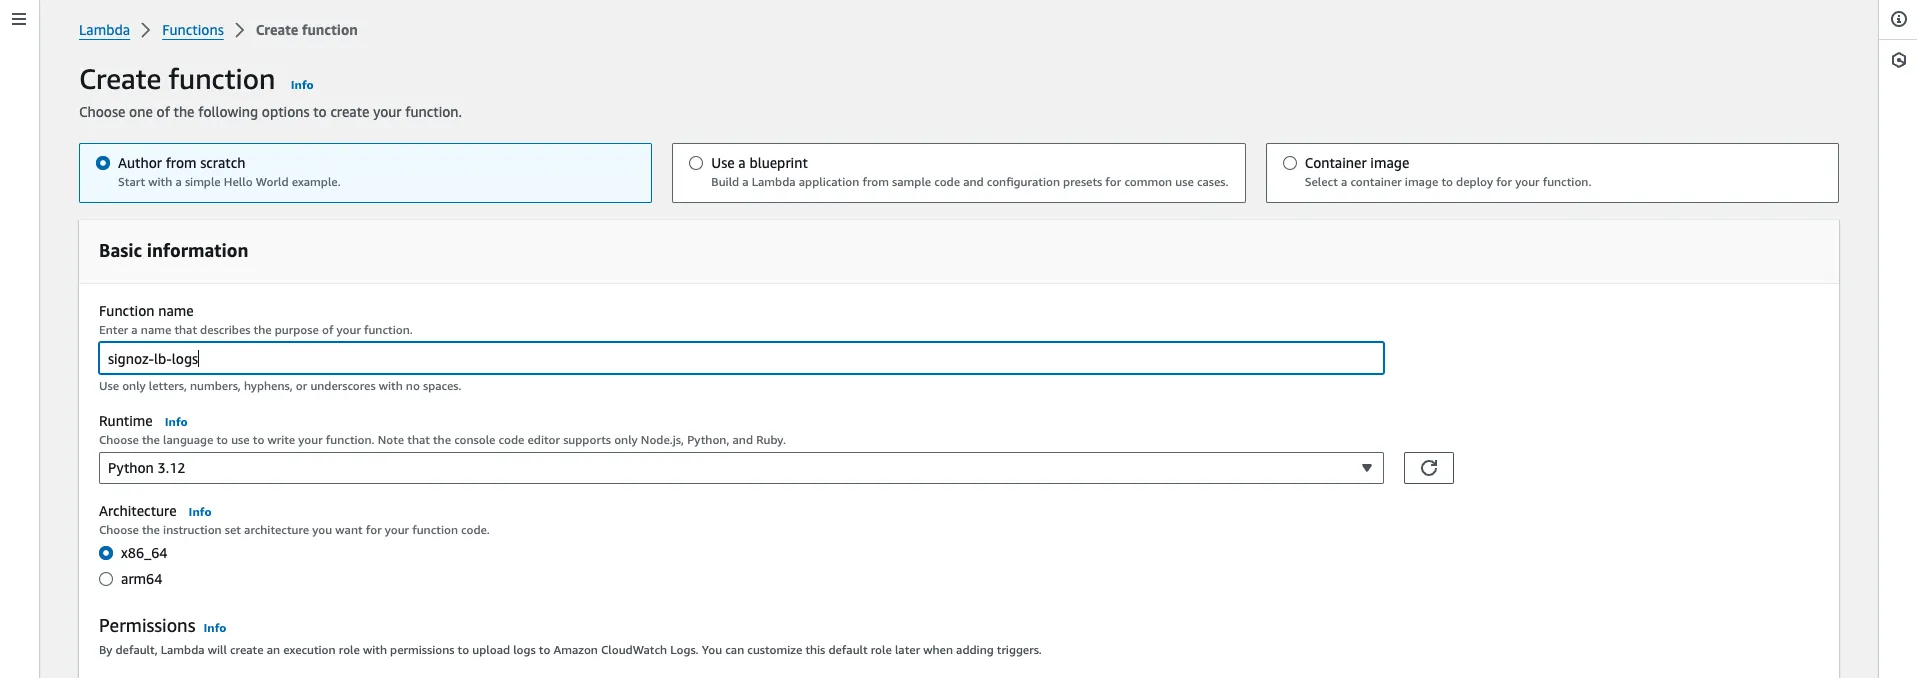 Lambda > Functions > Create function
Create function Info
Choose one of the following options to create your function.
Author from scratch
Start with a simple Hello World example.
Use a blueprint
Build a Lambda application from sample code and configuration presets for common use cases.
Container image
Select a container image to deploy for your function.
Basic information
Function name
Enter a name that describes the purpose of your function.
signoz-lb-logs
Use only letters, numbers, hyphens, or underscores with no spaces.
Runtime Info
Choose the language to use to write your function. Note that the console code editor supports only Node.js, Python, and Ruby.
Python 3.12
Architecture Info
Choose the instruction set architecture you want for your function code.
x86_64
arm64
Permissions Info
By default, Lambda will create an execution role with permissions to upload logs to Amazon CloudWatch Logs. You can customize this default role later when adding triggers.